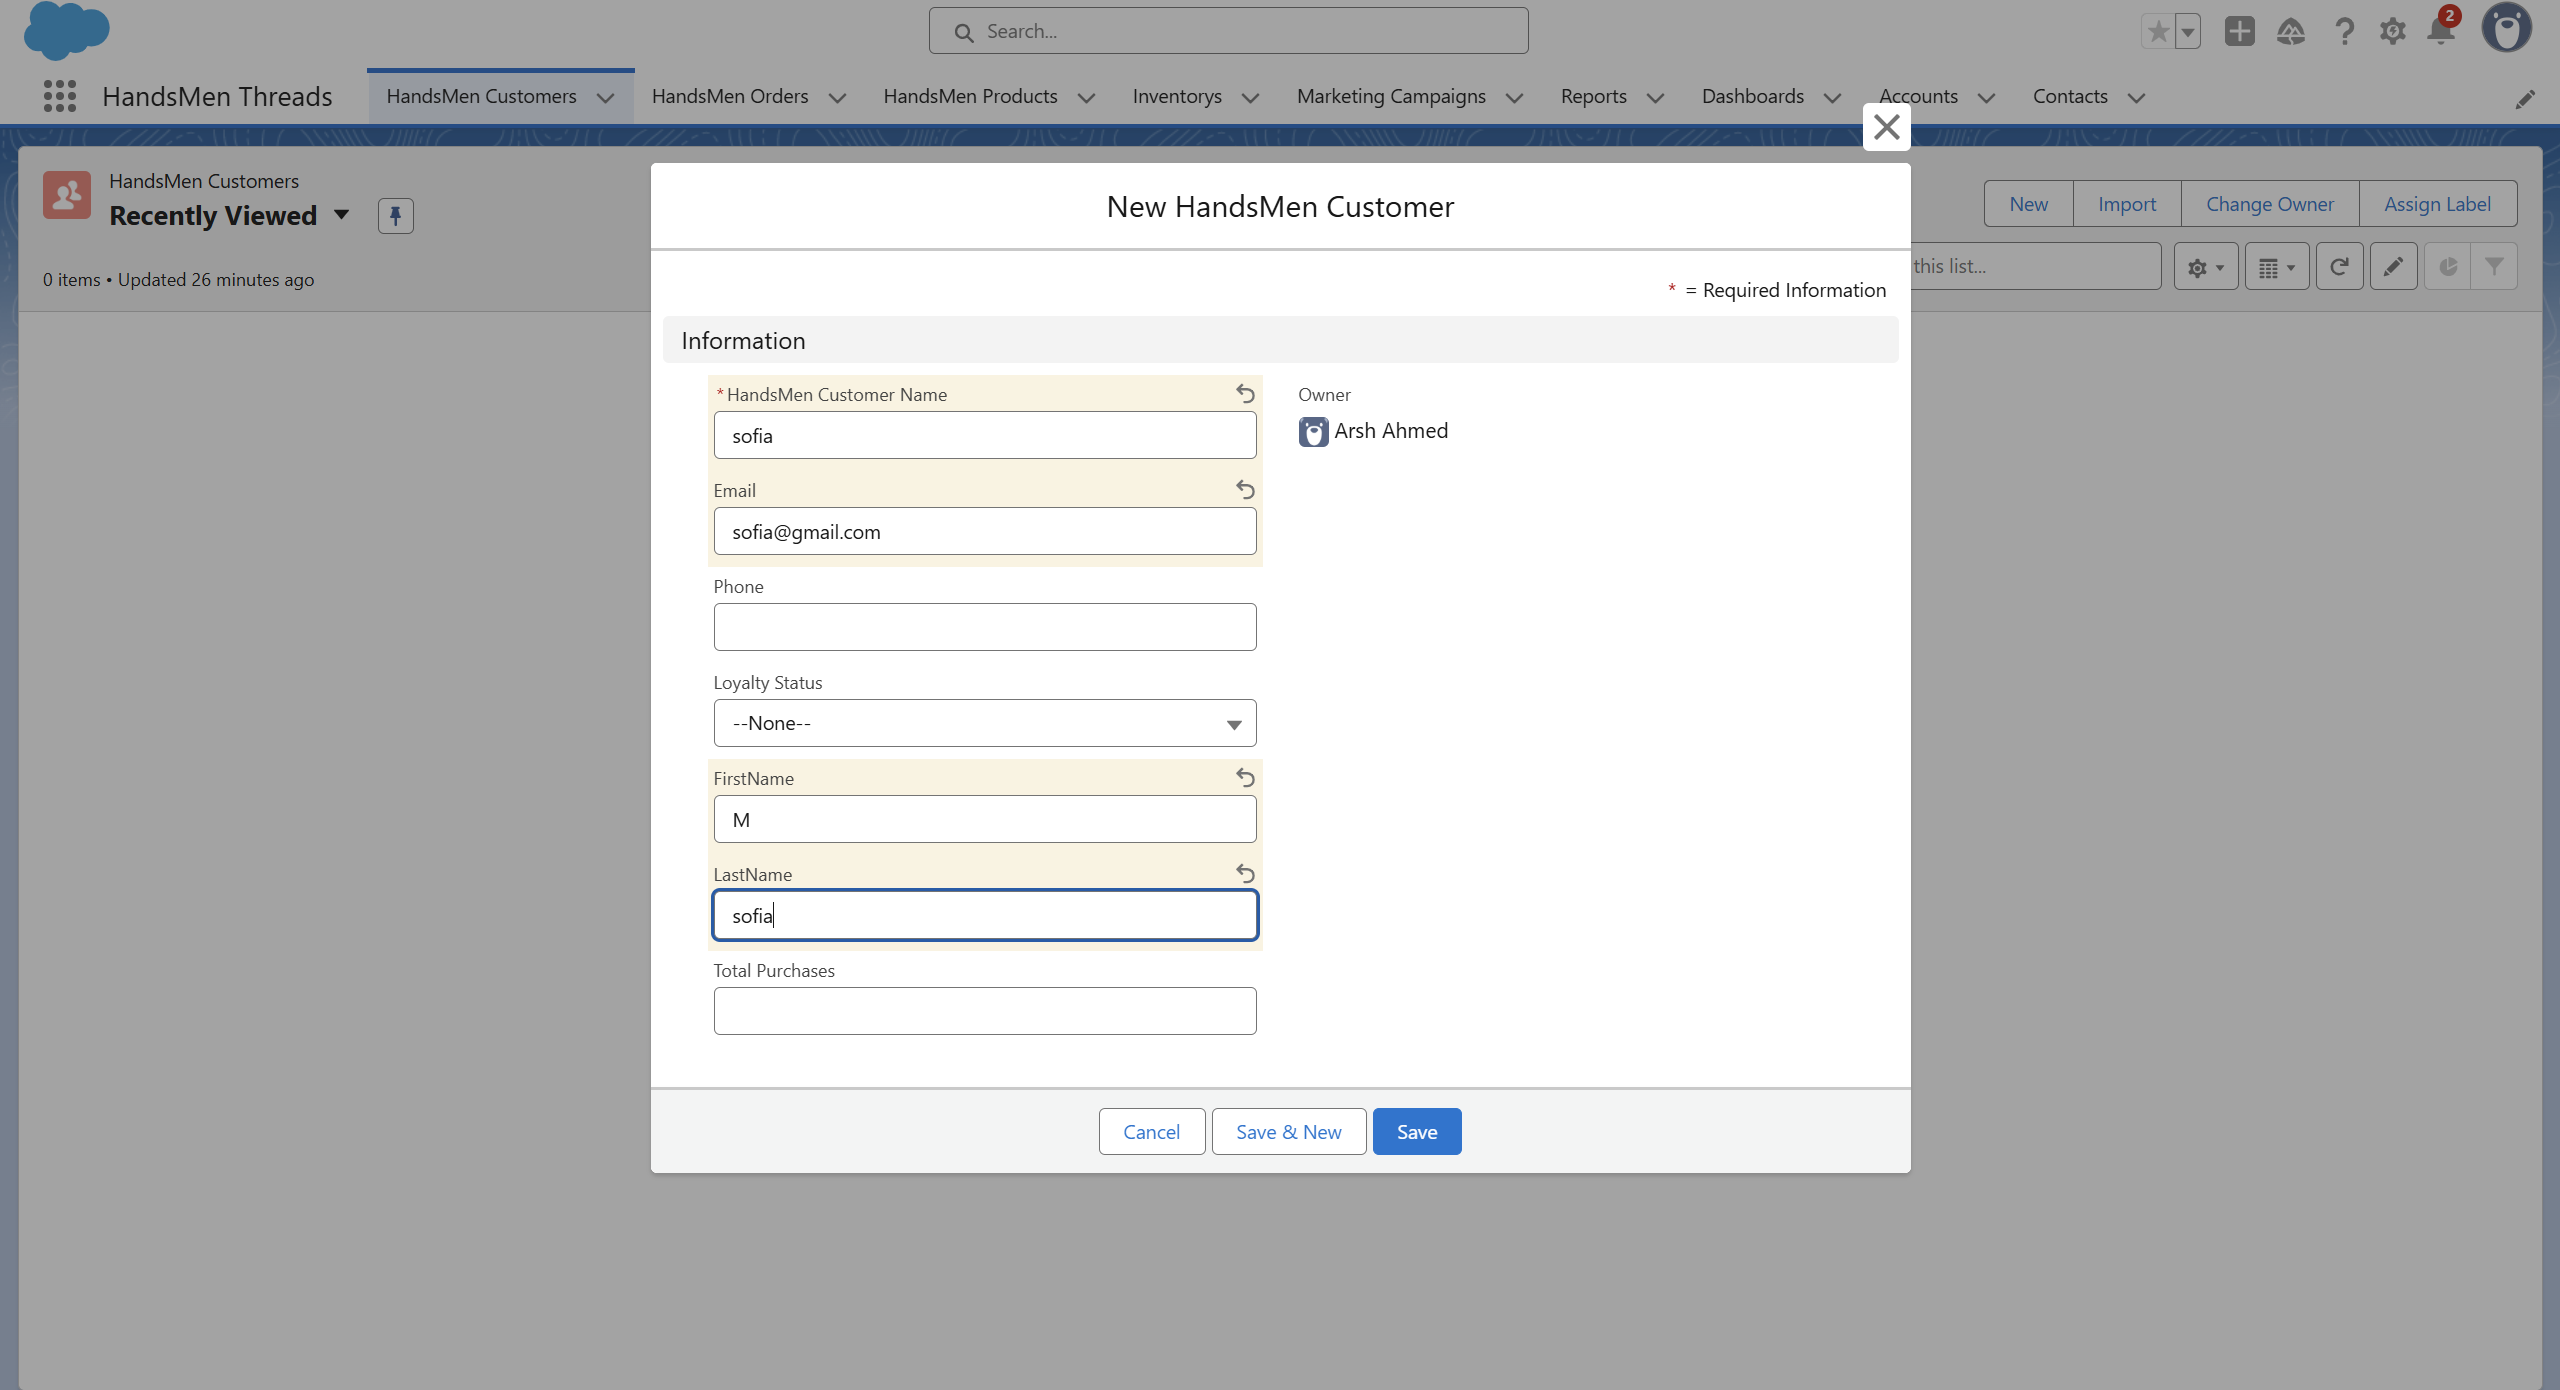 Search...
2
HandsMen Threads
HandsMen Customers
HandsMen Orders
HandsMen Products
Inventorys
Marketing Campaigns
Reports
Dashboards
Accounts
Contacts
HandsMen Customers
Recently Viewed
0 items • Updated 26 minutes ago
New
Import
Change Owner
Assign Label
this list...
New HandsMen Customer
* = Required Information
Information
*HandsMen Customer Name
sofia
Owner
Arsh Ahmed
Email
sofia@gmail.com
Phone
Loyalty Status
--None--
FirstName
M
LastName
sofia
Total Purchases
Cancel
Save & New
Save